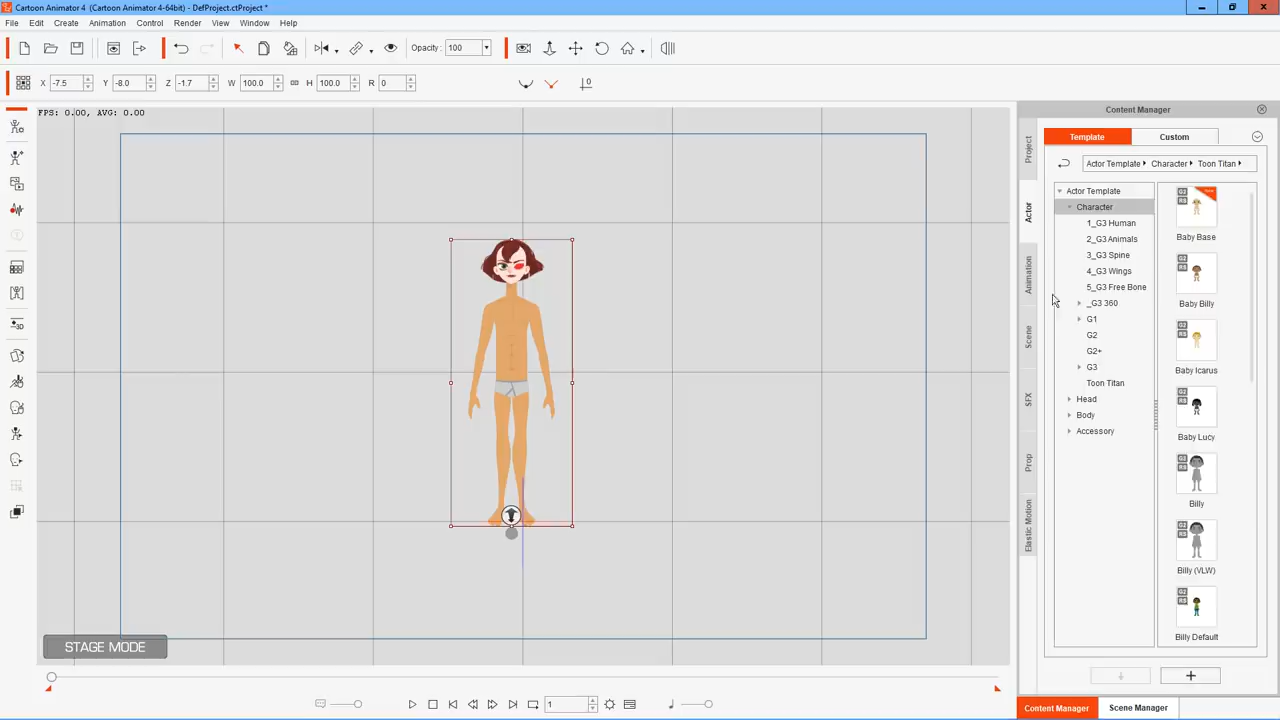 Cartoon Animator 4 (Cartoon Animator 4-64bit) - DefProject.ctProject *
File Edit Create Animation Control Render View Window Help
Opacity : 100
X -7.5 Y -8.0 Z -1.7 W 100.0 H 100.0 R 0
FPS: 0.00, AVG: 0.00
Content Manager
Template Custom
Actor Template Character Toon Titan
Project
Actor
Animation
Scene
SFX
Prop
Elastic Motion
Actor Template
Character
1_G3 Human
2_G3 Animals
3_G3 Spine
4_G3 Wings
5_G3 Free Bone
_G3 360
G1
G2
G2+
G3
Toon Titan
Head
Body
Accessory
Baby Base
Baby Billy
Baby Icarus
Baby Lucy
Billy
Billy (VLW)
Billy Default
STAGE MODE
1
Content Manager Scene Manager